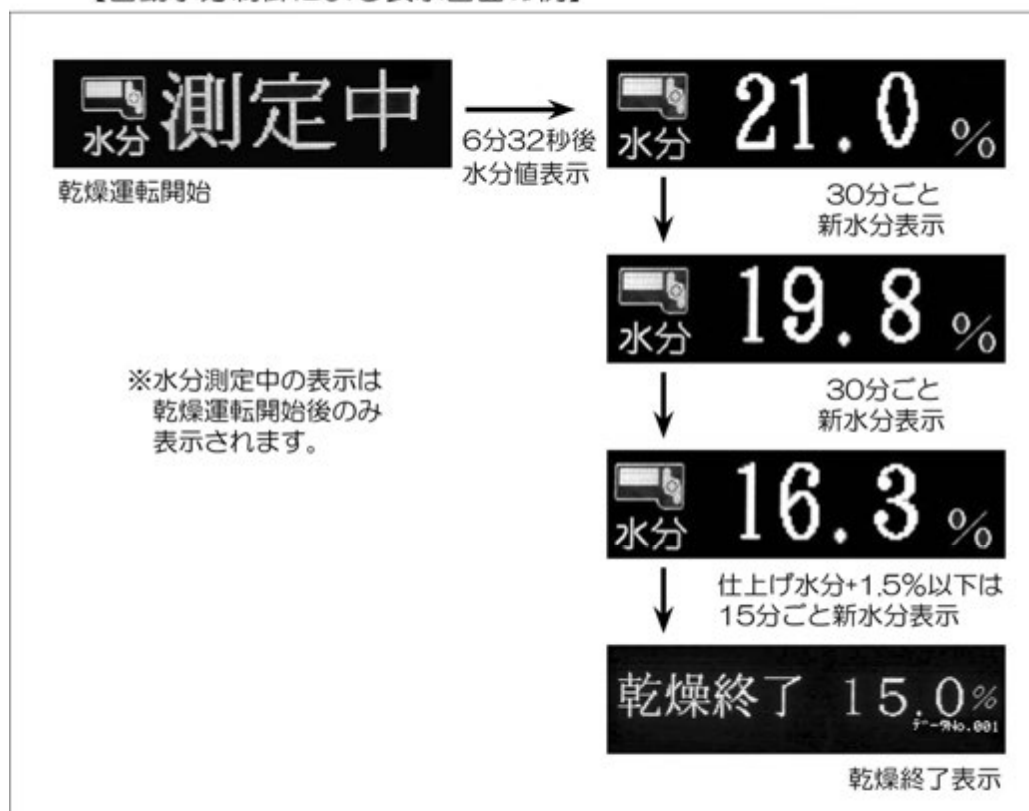 測定中
水分
乾燥運転開始
6分32秒後
水分値表示
水分 21.0 %
30分ごと
新水分表示
水分 19.8 %
30分ごと
新水分表示
※水分測定中の表示は
乾燥運転開始後のみ
表示されます。
水分 16.3 %
仕上げ水分+1.5%以下は
15分ごと新水分表示
乾燥終了 15.0%
データNo.001
乾燥終了表示